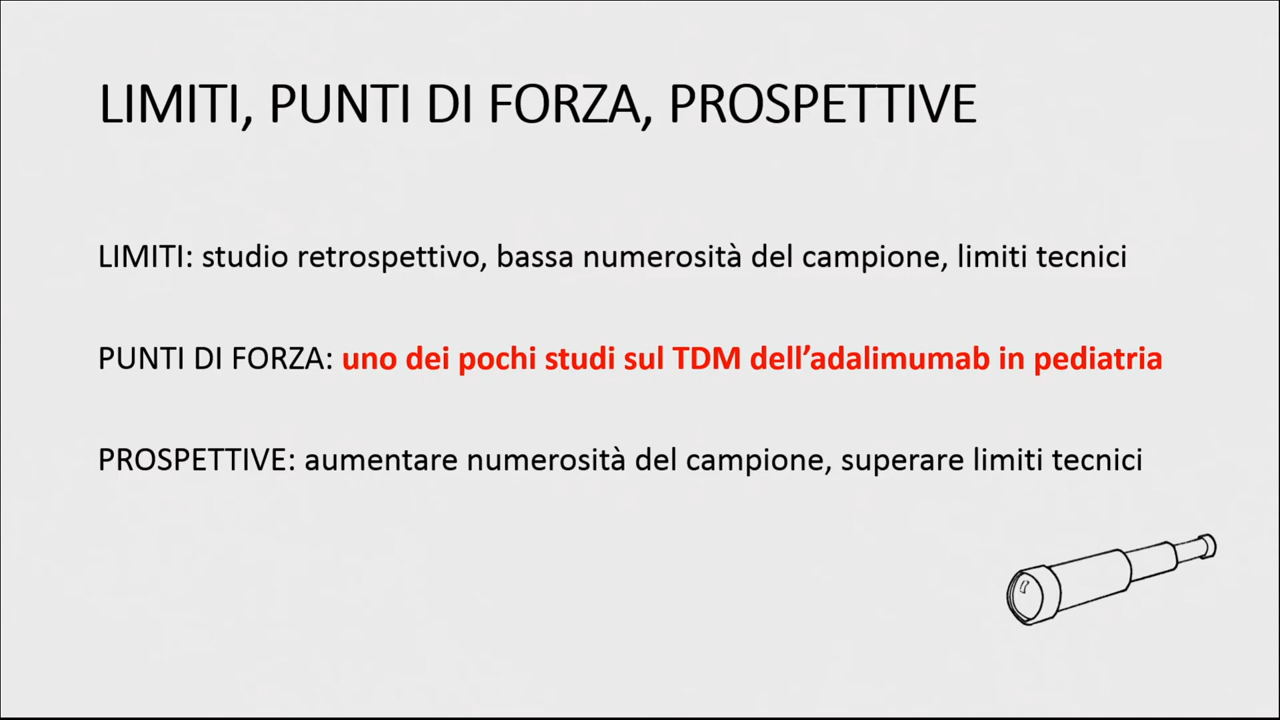 LIMITI, PUNTI DI FORZA, PROSPETTIVE
LIMITI: studio retrospettivo, bassa numerosità del campione, limiti tecnici
PUNTI DI FORZA: uno dei pochi studi sul TDM dell’adalimumab in pediatria
PROSPETTIVE: aumentare numerosità del campione, superare limiti tecnici